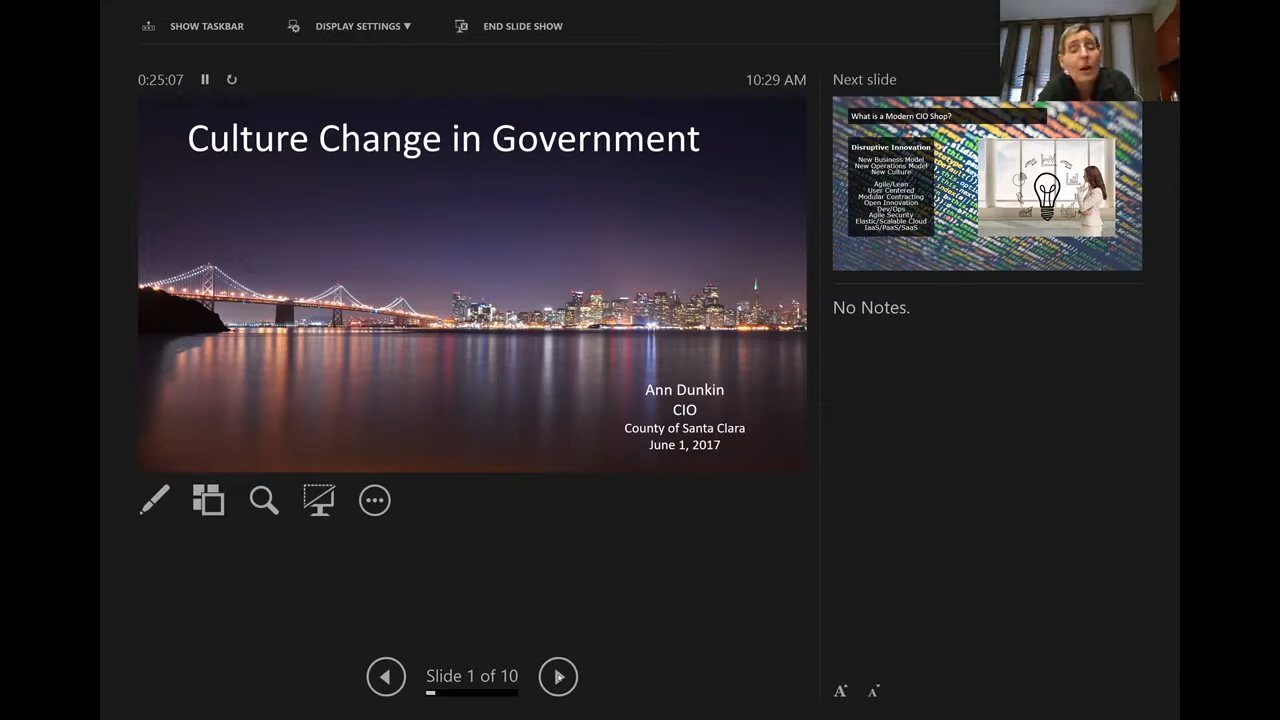 SHOW TASKBAR
DISPLAY SETTINGS ▼
END SLIDE SHOW
0:25:07
10:29 AM
Next slide
Culture Change in Government
Ann Dunkin
CIO
County of Santa Clara
June 1, 2017
What is a Modern CIO Shop?
Disruptive Innovation
New Business Model
New Operations Model
New Culture
Agile/Lean
User Centered
Modular Contracting
Open Innovation
Dev/Ops
Agile Security
Elastic/Scalable Cloud
IaaS/PaaS/SaaS
No Notes.
Slide 1 of 10
A A